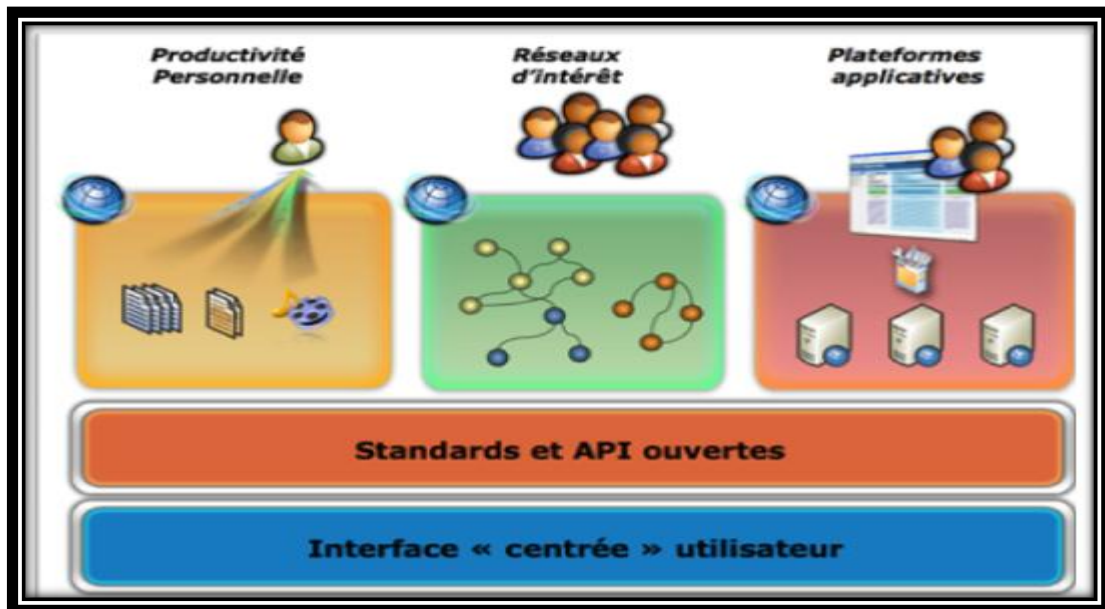 Productivité
Personnelle
Réseaux
d'intérêt
Plateformes
applicatives
Standards et API ouvertes
Interface « centrée » utilisateur